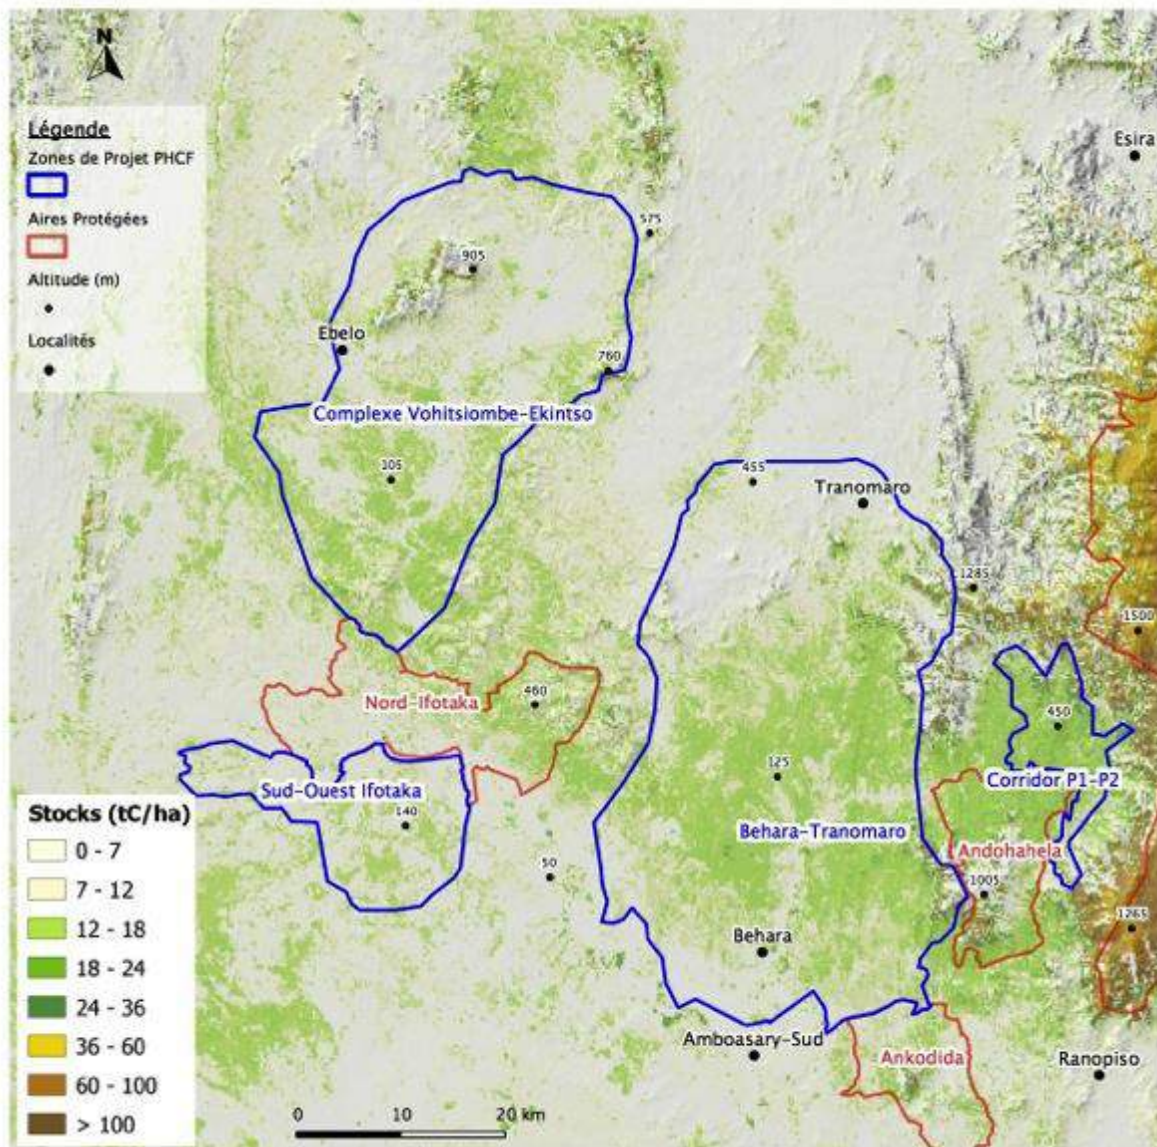 N
Légende
Zones de Projet PHCF
Aires Protégées
Altitude (m)
Localités
Esira
575
905
Ebelo
760
Complexe Vohitsiombe-Ekintso
105
455
Tranomaro
1285
1500
Nord-Ifotaka
460
450
125
Corridor P1-P2
Sud-Ouest Ifotaka
140
Behara-Tranomaro
Andohahela
50
1005
1265
Behara
Amboasary-Sud
Ankodida
Ranopiso
Stocks (tC/ha)
0 - 7
7 - 12
12 - 18
18 - 24
24 - 36
36 - 60
60 - 100
> 100
0 10 20 km